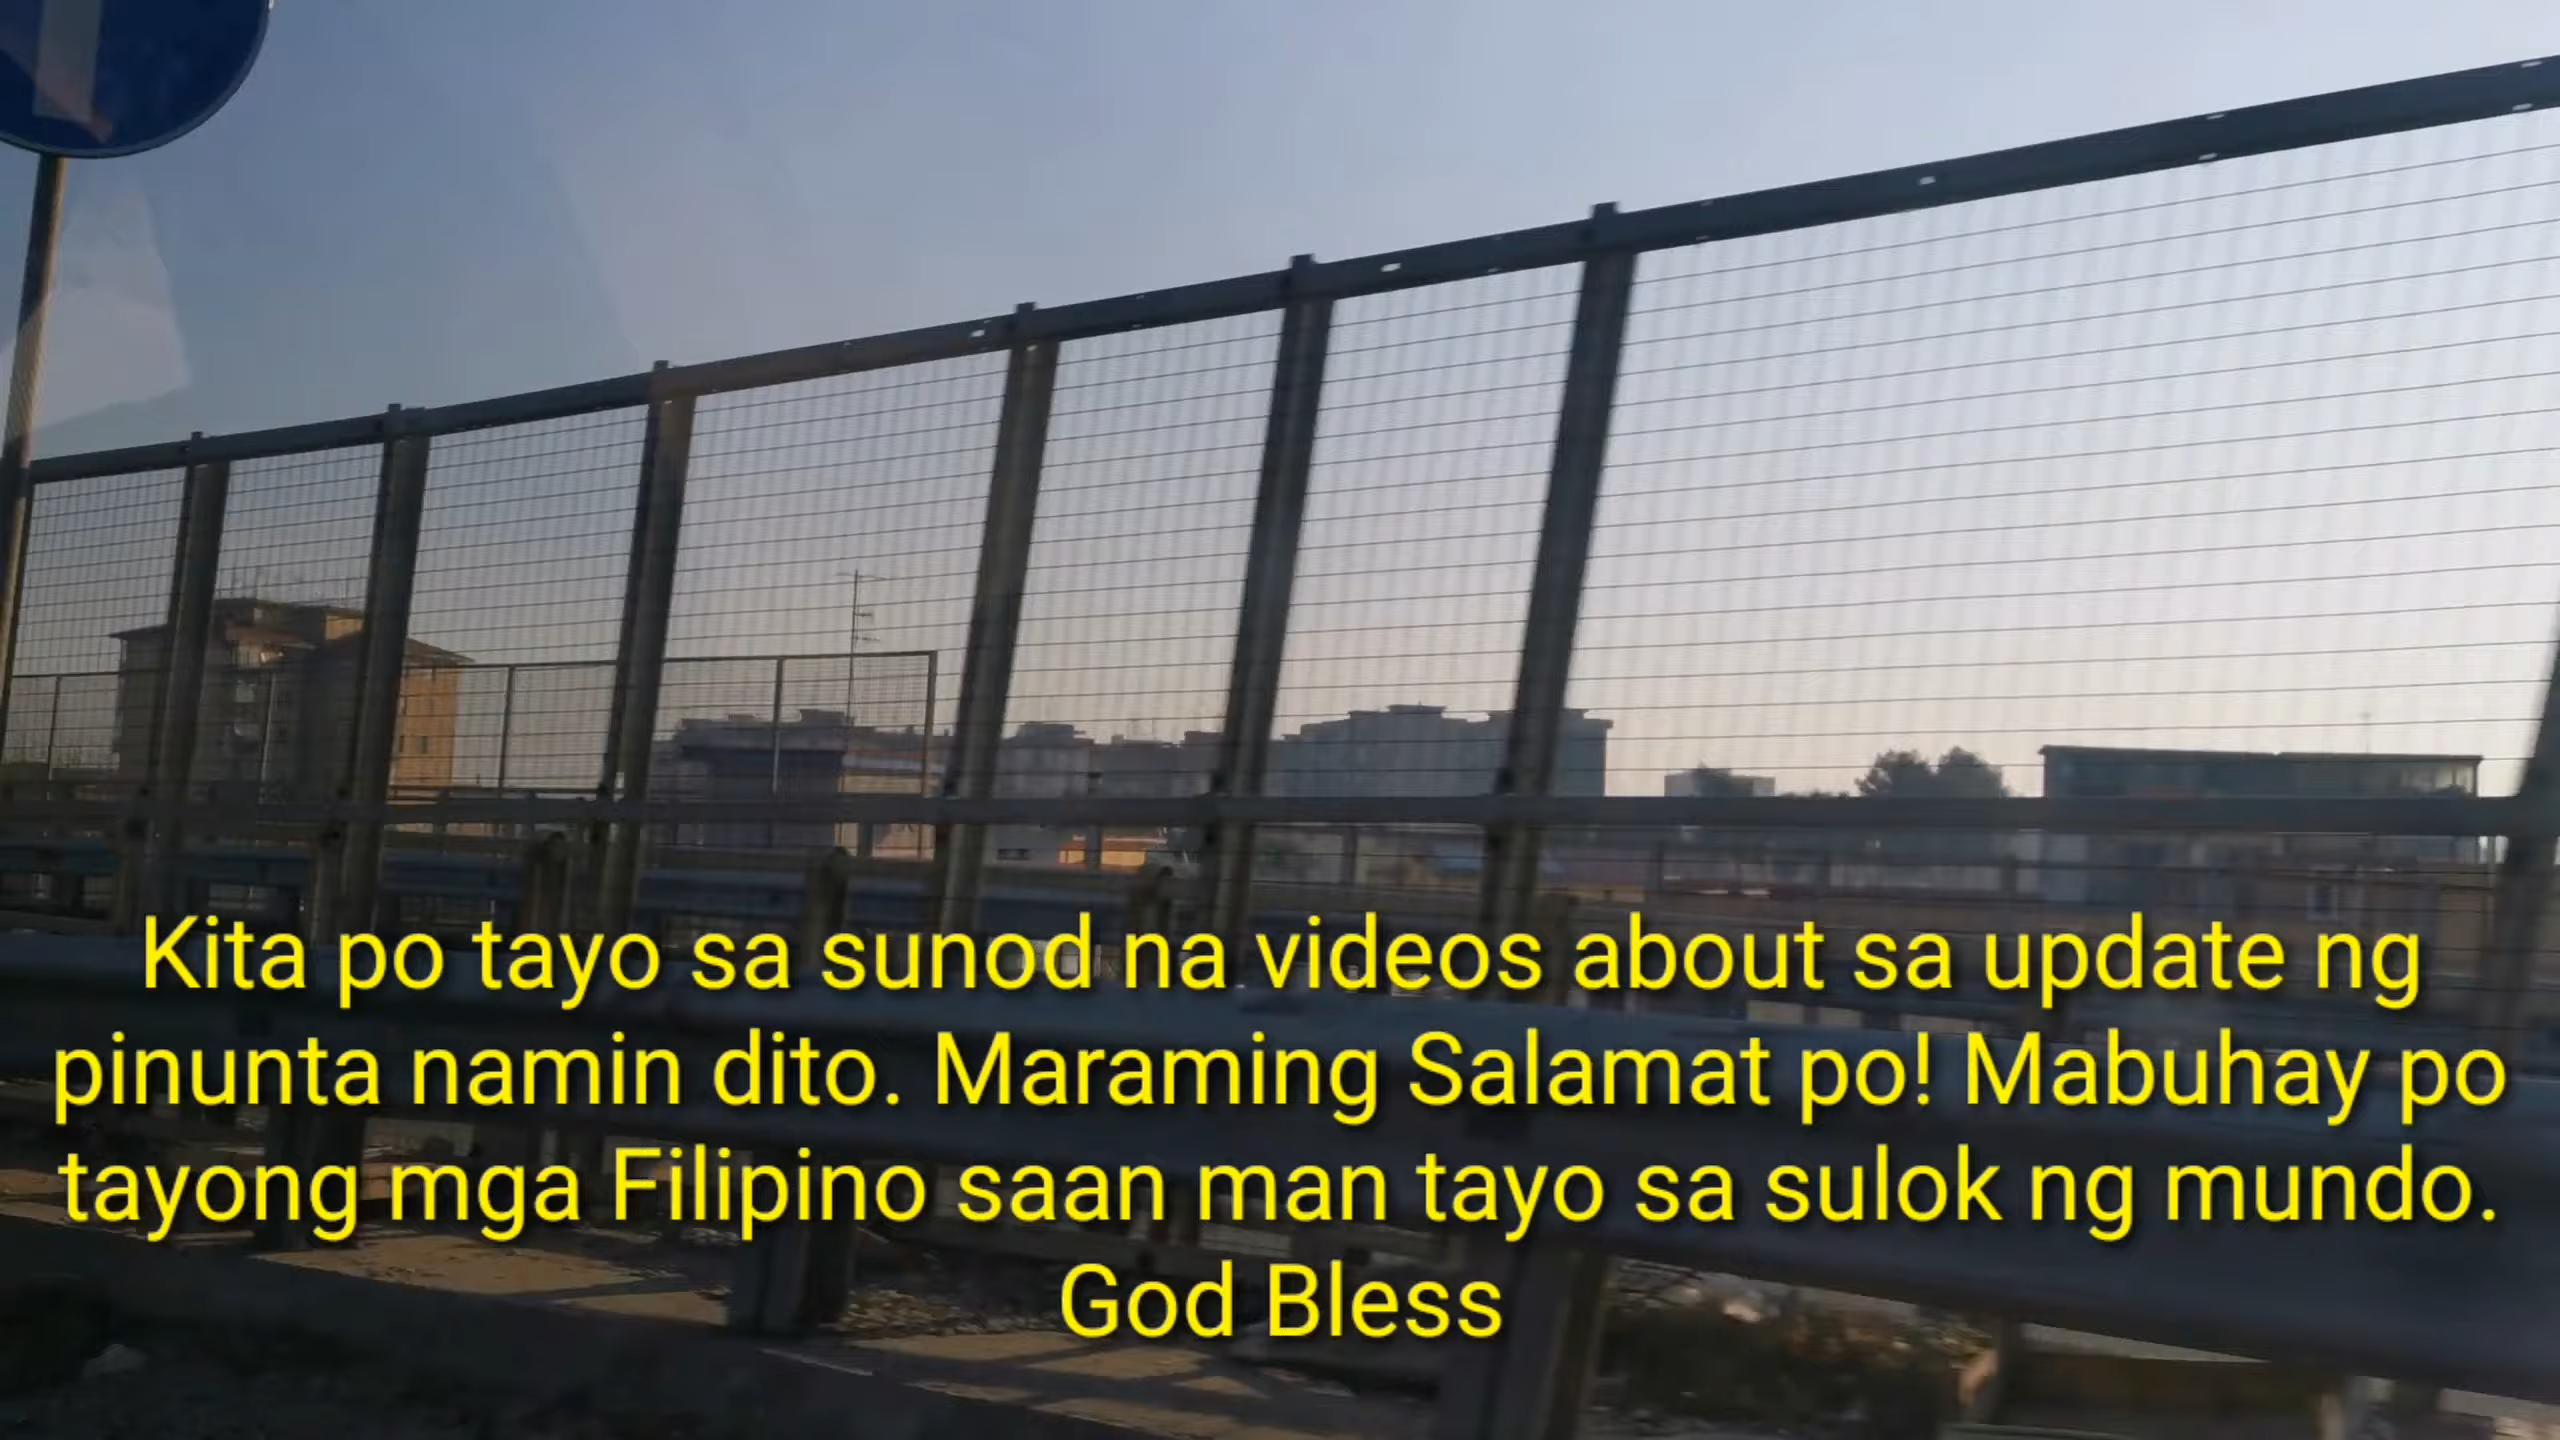 Kita po tayo sa sunod na videos about sa update ng
pinunta namin dito. Maraming Salamat po! Mabuhay po
tayong mga Filipino saan man tayo sa sulok ng mundo.
God Bless